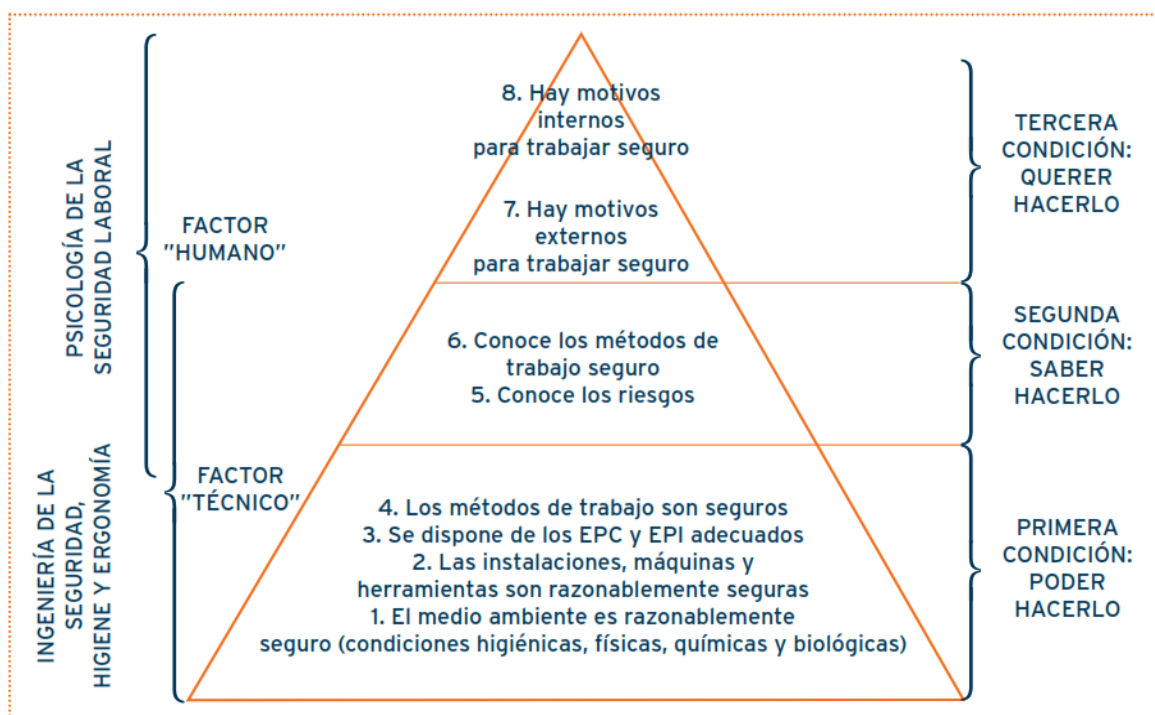 PSICOLOGÍA DE LA
SEGURIDAD LABORAL
INGENIERÍA DE LA
SEGURIDAD,
HIGIENE Y ERGONOMÍA
FACTOR
"HUMANO"
FACTOR
"TÉCNICO"
8. Hay motivos
internos
para trabajar seguro
7. Hay motivos
externos
para trabajar seguro
6. Conoce los métodos de
trabajo seguro
5. Conoce los riesgos
4. Los métodos de trabajo son seguros
3. Se dispone de los EPC y EPI adecuados
2. Las instalaciones, máquinas y
herramientas son razonablemente seguras
1. El medio ambiente es razonablemente
seguro (condiciones higiénicas, físicas, químicas y biológicas)
TERCERA
CONDICIÓN:
QUERER
HACERLO
SEGUNDA
CONDICIÓN:
SABER
HACERLO
PRIMERA
CONDICIÓN:
PODER
HACERLO